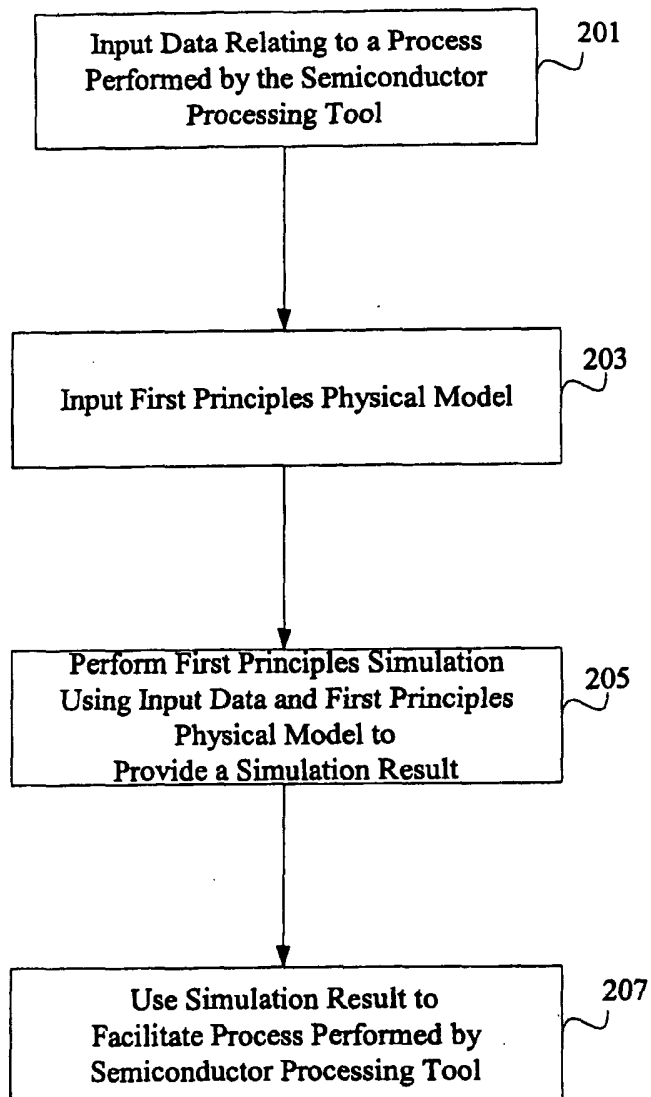 Input Data Relating to a Process
Performed by the Semiconductor
Processing Tool
201
Input First Principles Physical Model
203
Perform First Principles Simulation
Using Input Data and First Principles
Physical Model to
Provide a Simulation Result
205
Use Simulation Result to
Facilitate Process Performed by
Semiconductor Processing Tool
207